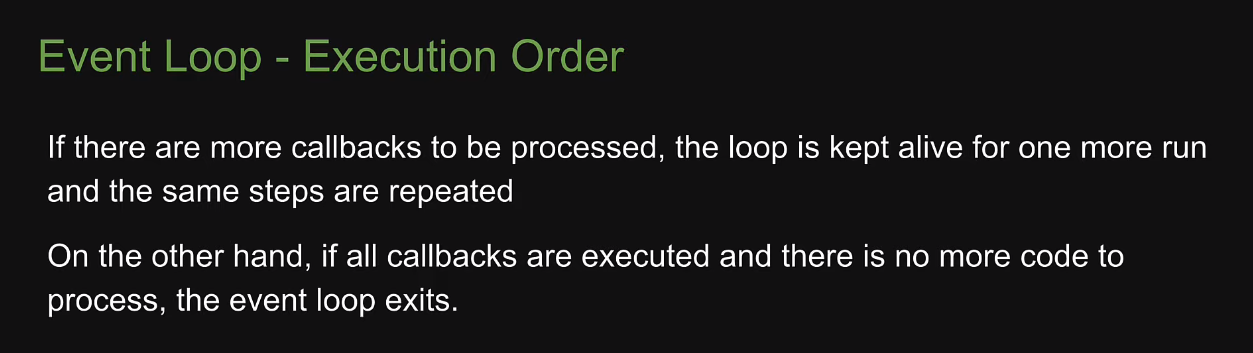 Event Loop - Execution Order
If there are more callbacks to be processed, the loop is kept alive for one more run
and the same steps are repeated
On the other hand, if all callbacks are executed and there is no more code to
process, the event loop exits.